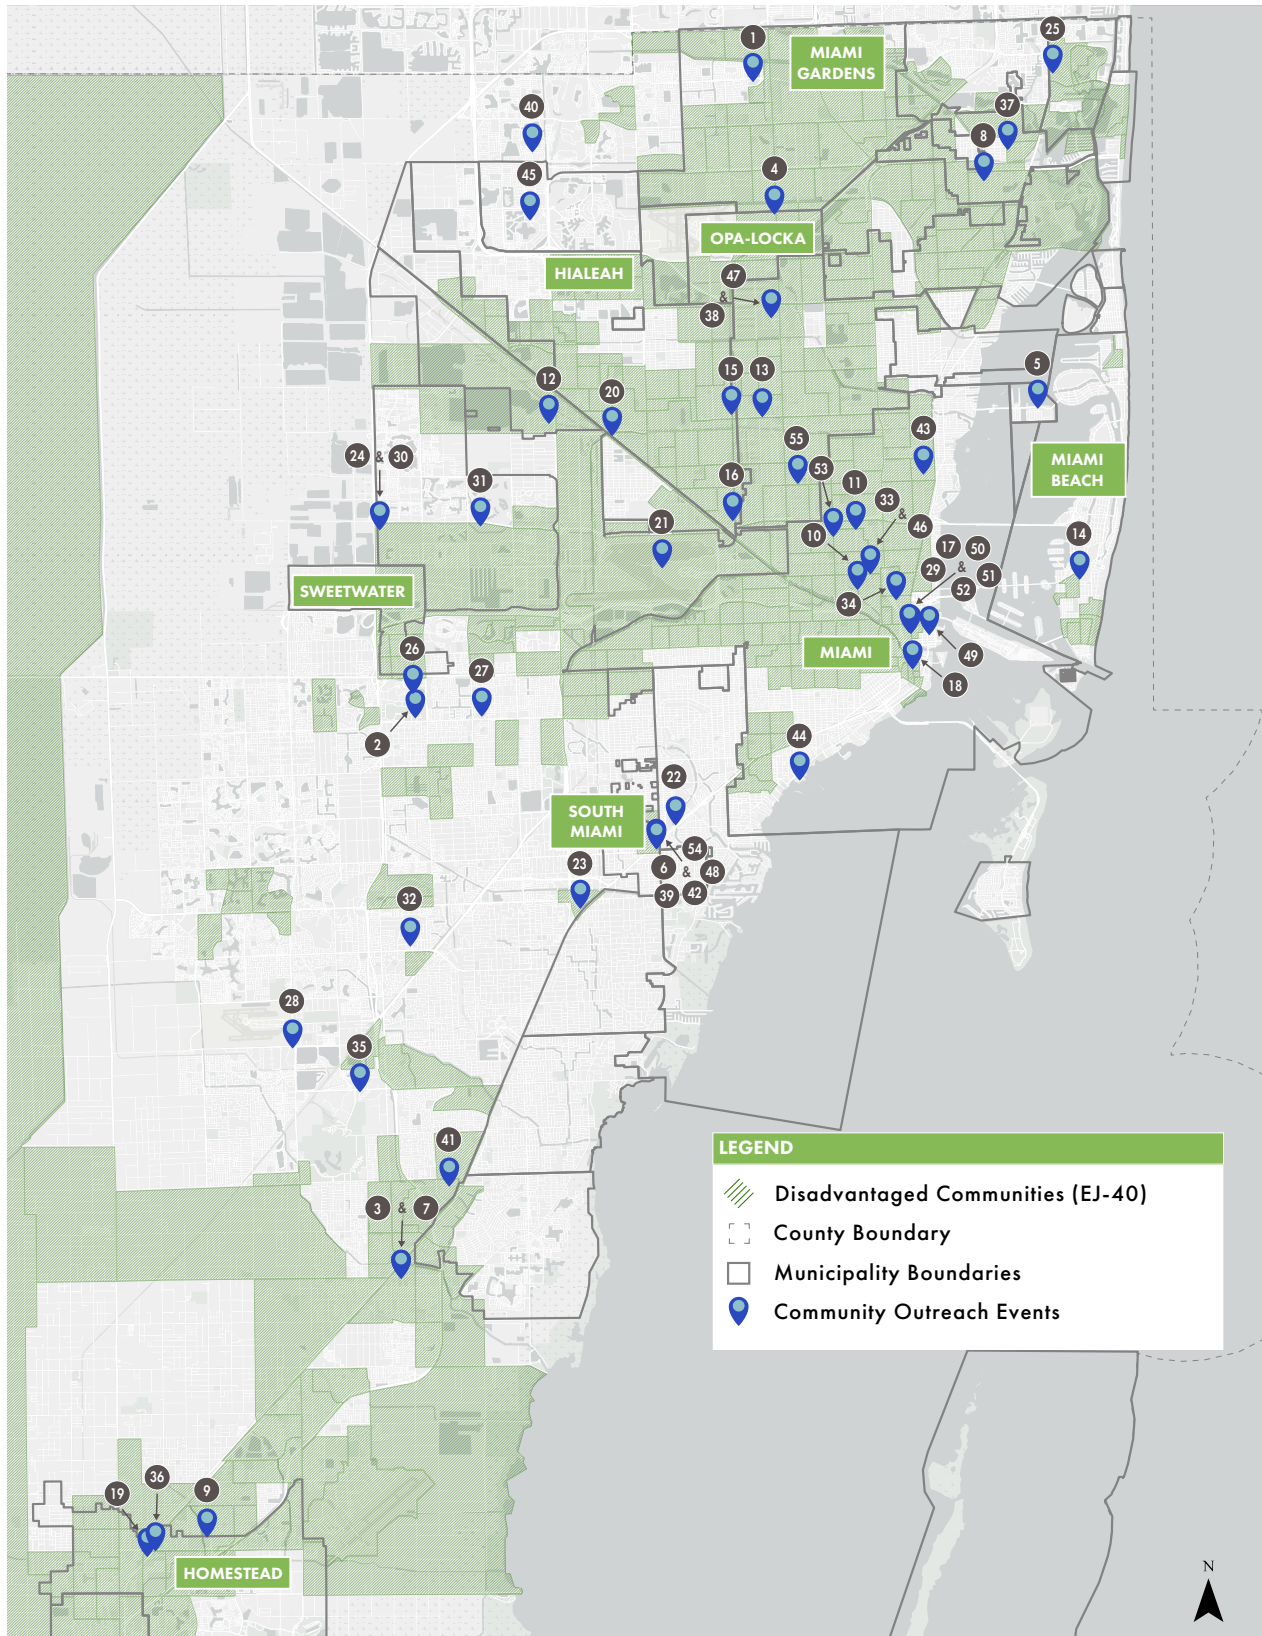 1
MIAMI
GARDENS
25
40
37
8
45
4
OPA-LOCKA
HIALEAH
47
&
38
12
20
15
13
5
43
24 & 30
31
55
53
16
11
33
&
46
MIAMI
BEACH
21
10
17
50
29
&
51
52
14
34
SWEETWATER
26
27
MIAMI
49
18
2
44
22
SOUTH
MIAMI
23
54
6
&
48
39
42
32
28
35
41
3 & 7
LEGEND
Disadvantaged Communities (EJ-40)
County Boundary
Municipality Boundaries
Community Outreach Events
19
36
9
HOMESTEAD
N